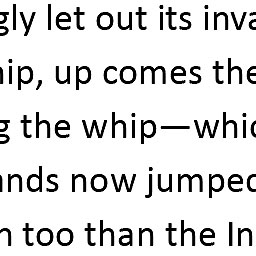 gly let out its inva
hip, up comes the
g the whip—whic
ands now jumped
n too than the In